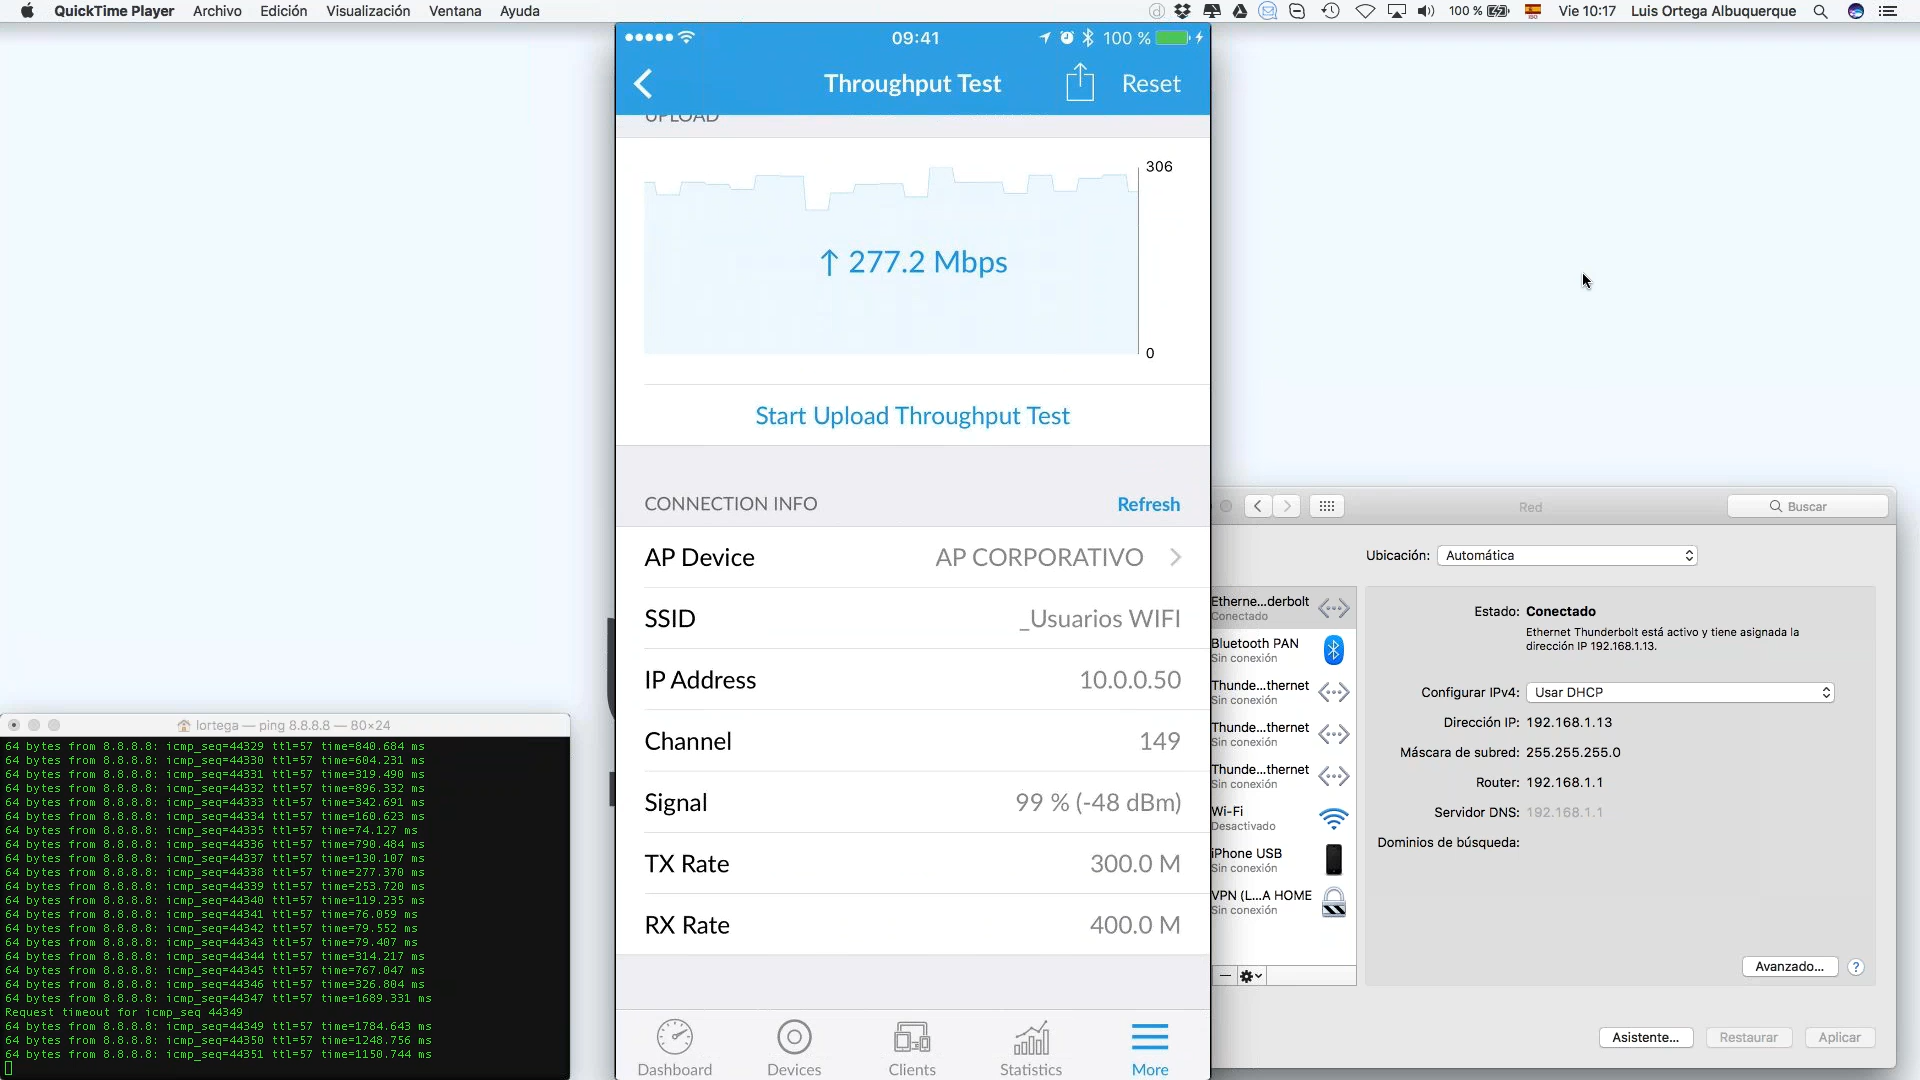 QuickTime Player Archivo Edición Visualización Ventana Ayuda 100 % Vie 10:17 Luis Ortega Albuquerque
09:41 100 %
Throughput Test Reset
UPLOAD
306
↑ 277.2 Mbps
0
Start Upload Throughput Test
CONNECTION INFO Refresh
AP Device AP CORPORATIVO
SSID _Usuarios WIFI
IP Address 10.0.0.50
Channel 149
Signal 99 % (-48 dBm)
TX Rate 300.0 M
RX Rate 400.0 M
Dashboard Devices Clients Statistics More
lortega — ping 8.8.8.8 — 80×24
64 bytes from 8.8.8.8: icmp_seq=44329 ttl=57 time=840.684 ms
64 bytes from 8.8.8.8: icmp_seq=44330 ttl=57 time=604.231 ms
64 bytes from 8.8.8.8: icmp_seq=44331 ttl=57 time=319.490 ms
64 bytes from 8.8.8.8: icmp_seq=44332 ttl=57 time=896.332 ms
64 bytes from 8.8.8.8: icmp_seq=44333 ttl=57 time=342.691 ms
64 bytes from 8.8.8.8: icmp_seq=44334 ttl=57 time=160.623 ms
64 bytes from 8.8.8.8: icmp_seq=44335 ttl=57 time=74.127 ms
64 bytes from 8.8.8.8: icmp_seq=44336 ttl=57 time=790.484 ms
64 bytes from 8.8.8.8: icmp_seq=44337 ttl=57 time=130.107 ms
64 bytes from 8.8.8.8: icmp_seq=44338 ttl=57 time=277.370 ms
64 bytes from 8.8.8.8: icmp_seq=44339 ttl=57 time=253.720 ms
64 bytes from 8.8.8.8: icmp_seq=44340 ttl=57 time=119.235 ms
64 bytes from 8.8.8.8: icmp_seq=44341 ttl=57 time=76.059 ms
64 bytes from 8.8.8.8: icmp_seq=44342 ttl=57 time=79.552 ms
64 bytes from 8.8.8.8: icmp_seq=44343 ttl=57 time=79.407 ms
64 bytes from 8.8.8.8: icmp_seq=44344 ttl=57 time=314.217 ms
64 bytes from 8.8.8.8: icmp_seq=44345 ttl=57 time=767.047 ms
64 bytes from 8.8.8.8: icmp_seq=44346 ttl=57 time=326.804 ms
64 bytes from 8.8.8.8: icmp_seq=44347 ttl=57 time=1689.331 ms
Request timeout for icmp_seq 44349
64 bytes from 8.8.8.8: icmp_seq=44349 ttl=57 time=1784.643 ms
64 bytes from 8.8.8.8: icmp_seq=44350 ttl=57 time=1248.756 ms
64 bytes from 8.8.8.8: icmp_seq=44351 ttl=57 time=1150.744 ms
Red Buscar
Ubicación: Automática
Etherne...derbolt
Conectado
Bluetooth PAN
Sin conexión
Thunde...thernet
Sin conexión
Thunde...thernet
Sin conexión
Thunde...thernet
Sin conexión
Wi-Fi
Desactivado
iPhone USB
Sin conexión
VPN (L...A HOME
Sin conexión
Estado: Conectado
Ethernet Thunderbolt está activo y tiene asignada la
dirección IP 192.168.1.13.
Configurar IPv4: Usar DHCP
Dirección IP: 192.168.1.13
Máscara de subred: 255.255.255.0
Router: 192.168.1.1
Servidor DNS: 192.168.1.1
Dominios de búsqueda:
Avanzado... ?
Asistente... Restaurar Aplicar